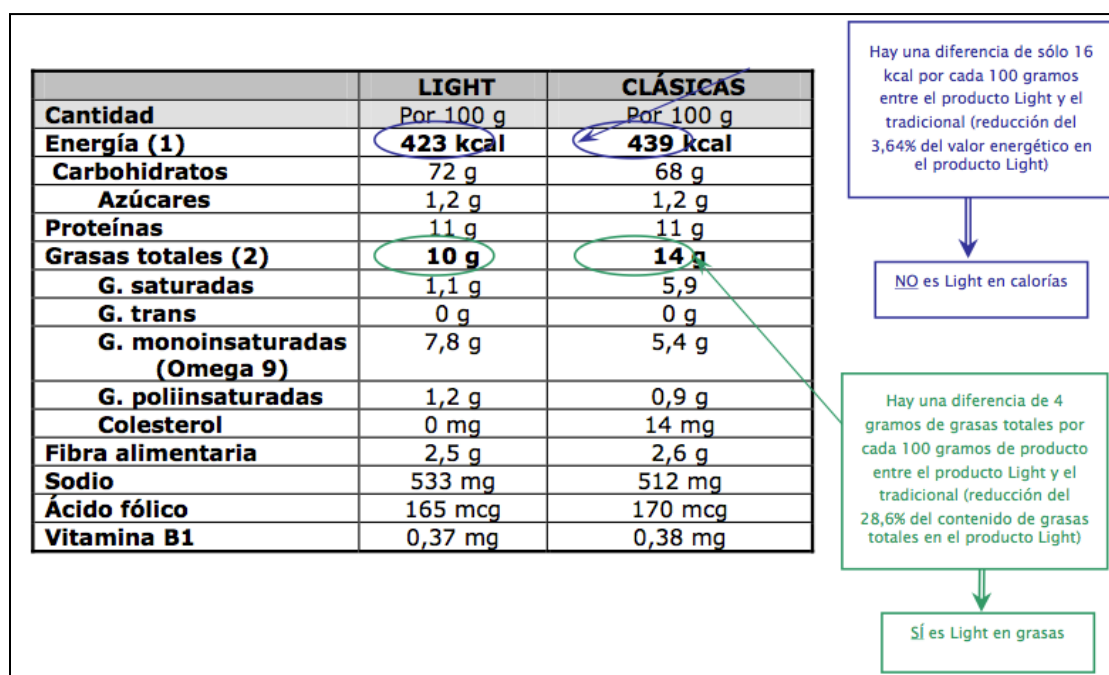 LIGHT CLÁSICAS
Cantidad Por 100 g Por 100 g
Energía (1) 423 kcal 439 kcal
Carbohidratos 72 g 68 g
Azúcares 1,2 g 1,2 g
Proteínas 11 g 11 g
Grasas totales (2) 10 g 14 g
G. saturadas 1,1 g 5,9
G. trans 0 g 0 g
G. monoinsaturadas 7,8 g 5,4 g
(Omega 9)
G. poliinsaturadas 1,2 g 0,9 g
Colesterol 0 mg 14 mg
Fibra alimentaria 2,5 g 2,6 g
Sodio 533 mg 512 mg
Ácido fólico 165 mcg 170 mcg
Vitamina B1 0,37 mg 0,38 mg
Hay una diferencia de sólo 16
kcal por cada 100 gramos
entre el producto Light y el
tradicional (reducción del
3,64% del valor energético en
el producto Light)
NO es Light en calorías
Hay una diferencia de 4
gramos de grasas totales por
cada 100 gramos de producto
entre el producto Light y el
tradicional (reducción del
28,6% del contenido de grasas
totales en el producto Light)
SÍ es Light en grasas